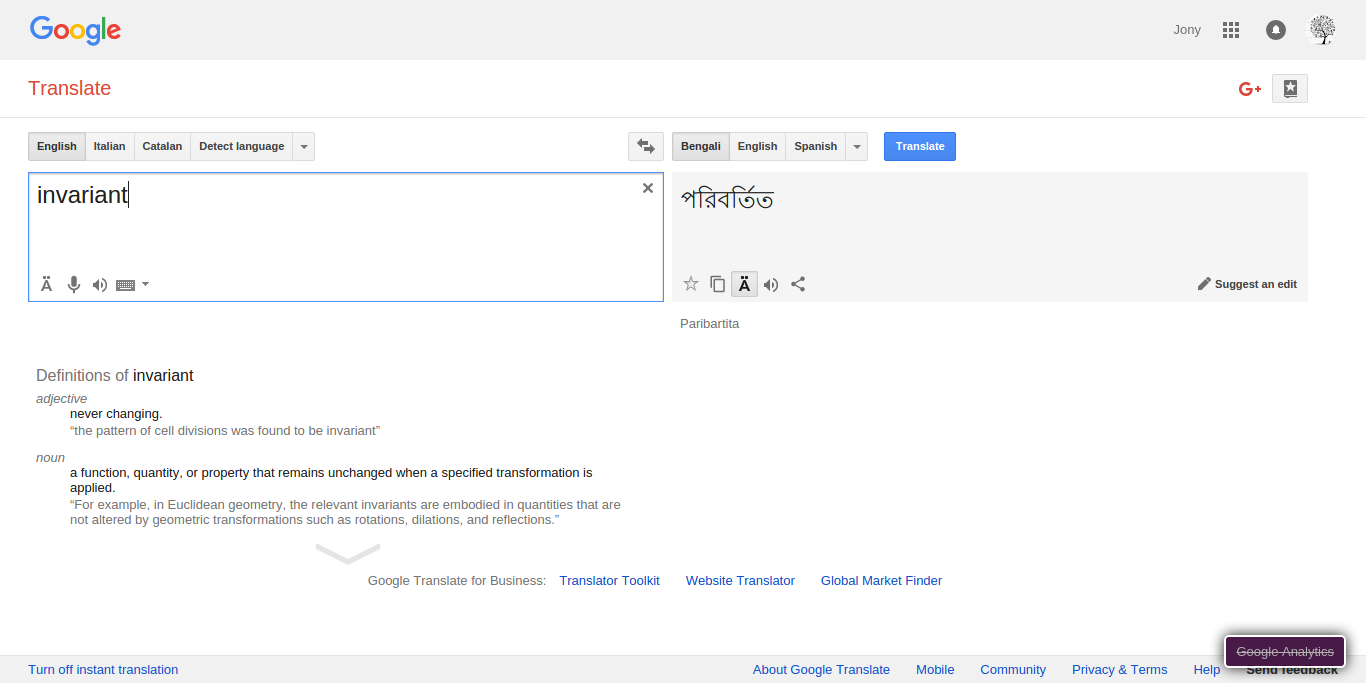 Google
Jony
Translate
G+
English Italian Catalan Detect language
Bengali English Spanish Translate
invariant
পরিবর্তিত
Ä
Ä
Suggest an edit
Paribartita
Definitions of invariant
adjective
never changing.
“the pattern of cell divisions was found to be invariant”
noun
a function, quantity, or property that remains unchanged when a specified transformation is
applied.
“For example, in Euclidean geometry, the relevant invariants are embodied in quantities that are
not altered by geometric transformations such as rotations, dilations, and reflections.”
Google Translate for Business: Translator Toolkit Website Translator Global Market Finder
Google Analytics
Turn off instant translation About Google Translate Mobile Community Privacy & Terms Help Send feedback